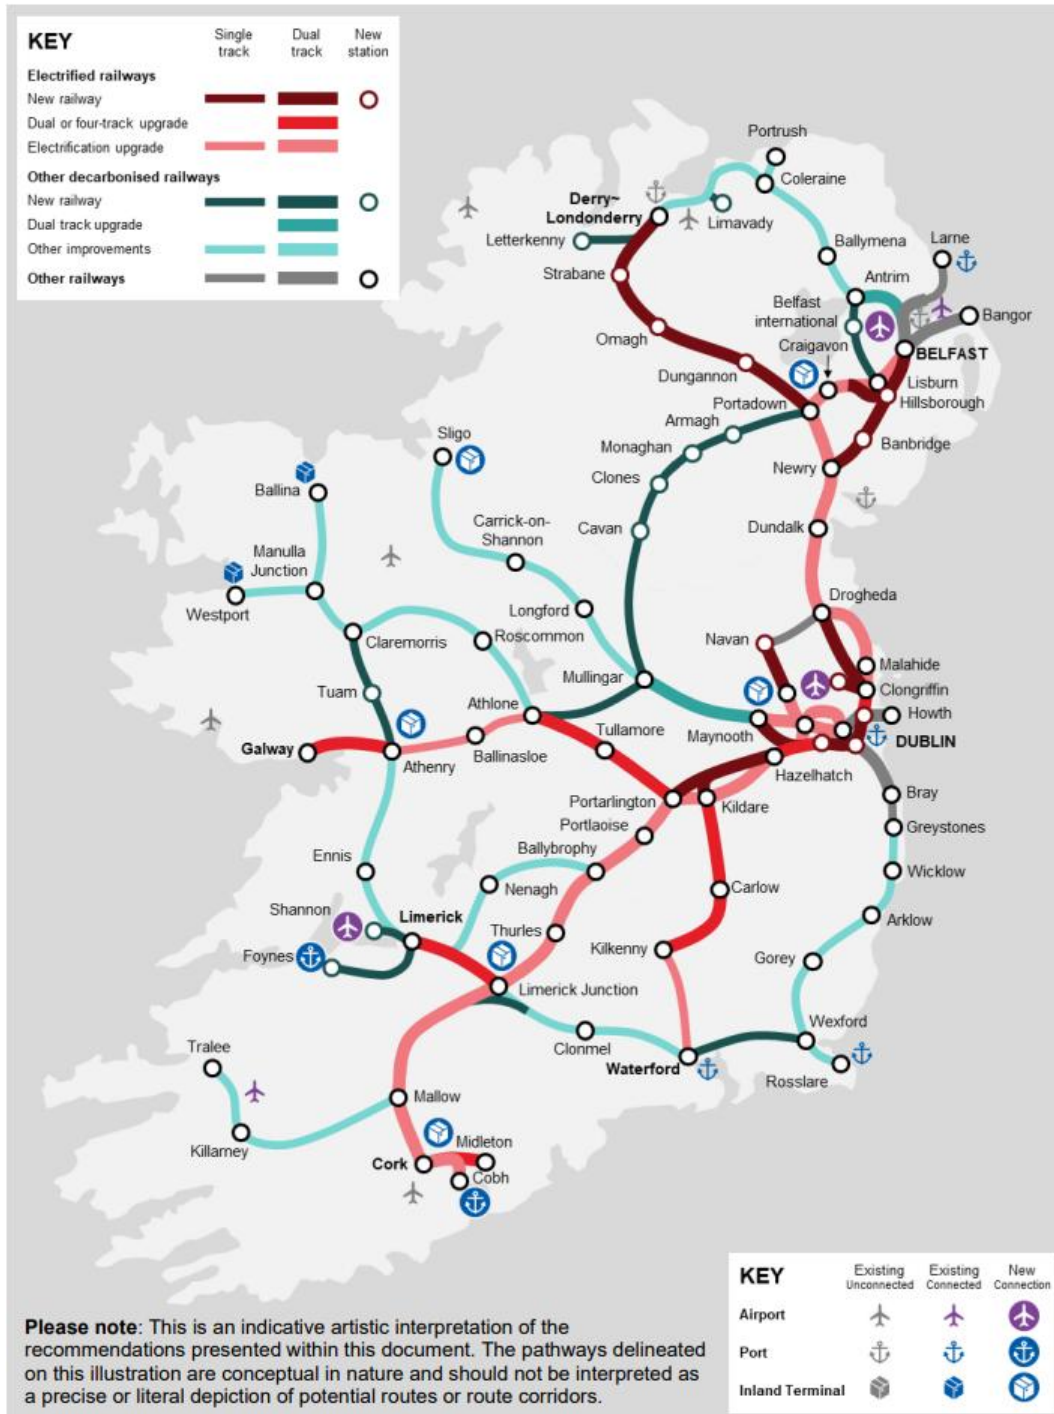 KEY
Single
track
Dual
track
New
station
Electrified railways
New railway
Dual or four-track upgrade
Electrification upgrade
Other decarbonised railways
New railway
Dual track upgrade
Other improvements
Other railways
Portrush
Coleraine
Derry~
Londonderry
Limavady
Letterkenny
Ballymena
Larne
Strabane
Antrim
Belfast
international
Bangor
Omagh
Craigavon
BELFAST
Dungannon
Lisburn
Hillsborough
Portadown
Armagh
Sligo
Monaghan
Banbridge
Newry
Clones
Ballina
Carrick-on-
Shannon
Cavan
Dundalk
Manulla
Junction
Westport
Longford
Drogheda
Claremorris
Roscommon
Navan
Malahide
Mullingar
Clongriffin
Tuam
Athlone
Howth
Tullamore
Maynooth
DUBLIN
Galway
Athenry
Ballinasloe
Hazelhatch
Portarlington
Kildare
Bray
Portlaoise
Greystones
Ballybrophy
Ennis
Nenagh
Wicklow
Carlow
Shannon
Limerick
Arklow
Thurles
Foynes
Kilkenny
Gorey
Limerick Junction
Wexford
Clonmel
Tralee
Waterford
Rosslare
Mallow
Killarney
Midleton
Cork
Cobh
KEY
Existing
Unconnected
Existing
Connected
New
Connection
Airport
Port
Inland Terminal
Please note: This is an indicative artistic interpretation of the
recommendations presented within this document. The pathways delineated
on this illustration are conceptual in nature and should not be interpreted as
a precise or literal depiction of potential routes or route corridors.